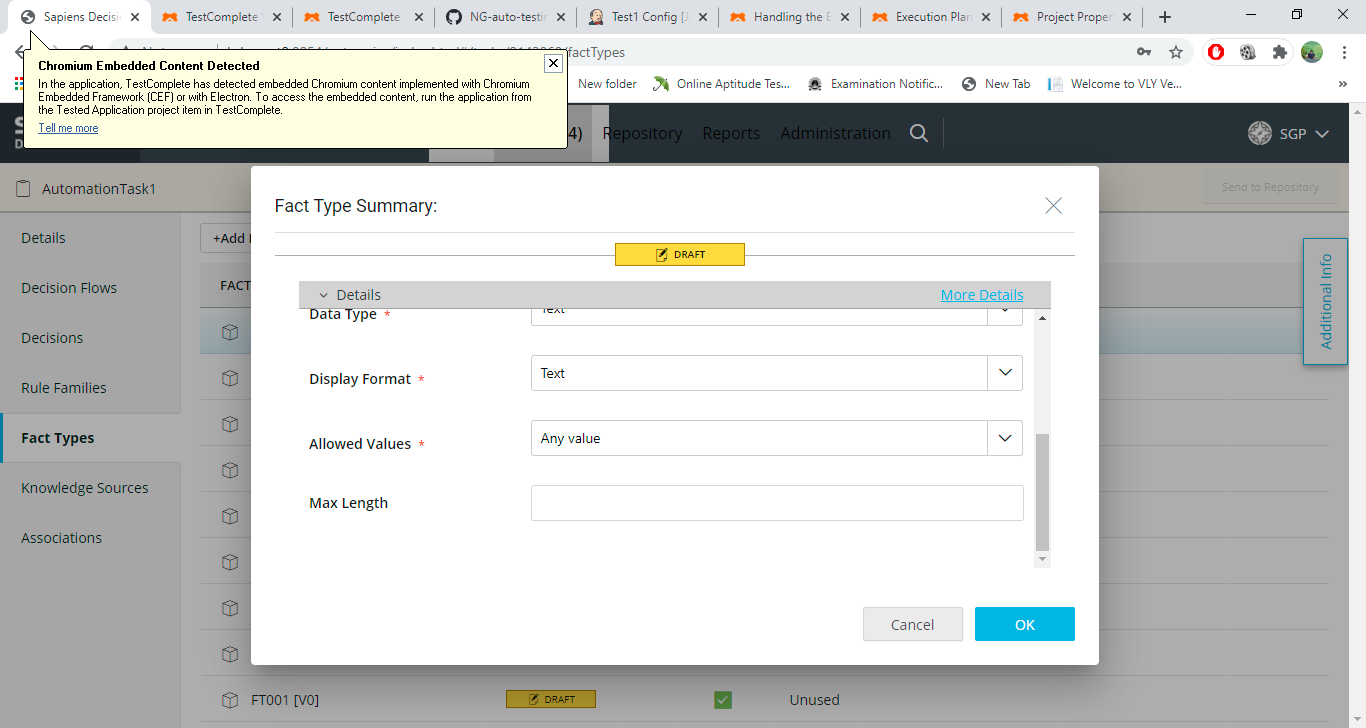 Sapiens Decisi
TestComplete
TestComplete
NG-auto-testin
Test1 Config [J
Handling the E
Execution Plan
Project Proper
Chromium Embedded Content Detected
In the application, TestComplete has detected embedded Chromium content implemented with Chromium
Embedded Framework (CEF) or with Electron. To access the embedded content, run the application from
the Tested Application project item in TestComplete.
Tell me more
/factTypes
New folder
Online Aptitude Tes...
Examination Notific...
New Tab
Welcome to VLY Ve...
4)
Repository
Reports
Administration
SGP
AutomationTask1
Send to Repository
Details
Decision Flows
Decisions
Rule Families
Fact Types
Knowledge Sources
Associations
+Add
FACT
Additional Info
Fact Type Summary:
DRAFT
Details
More Details
Data Type *
Text
Display Format *
Text
Allowed Values *
Any value
Max Length
Cancel
OK
FT001 [V0]
DRAFT
Unused